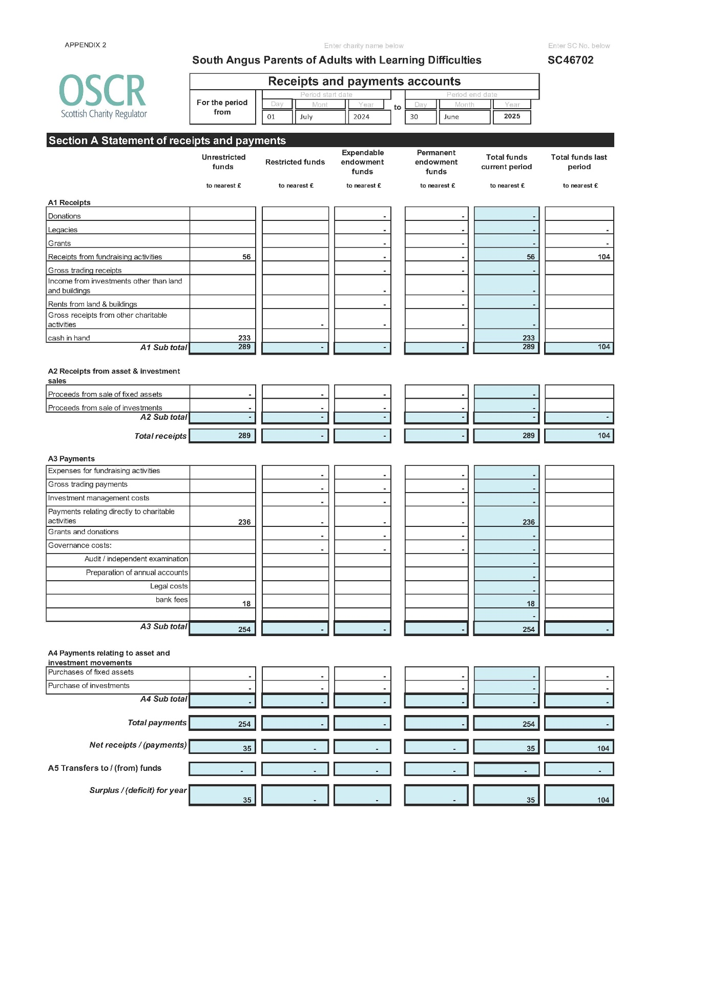 APPENDIX 2
Enter charity name below
Enter SC No. below
South Angus Parents of Adults with Learning Difficulties
SC46702
OSCR
Scottish Charity Regulator
Receipts and payments accounts
For the period from
Period start date
Period end date
Day Mont Year to Day Month Year
01 July 2024 30 June 2025
Section A Statement of receipts and payments
Unrestricted funds Restricted funds Expendable endowment funds Permanent endowment funds Total funds current period Total funds last period
to nearest £ to nearest £ to nearest £ to nearest £ to nearest £ to nearest £
A1 Receipts
Donations - - -
Legacies - - - -
Grants - - - -
Receipts from fundraising activities 56 - - 56 104
Gross trading receipts - - -
Income from investments other than land
and buildings - - -
Rents from land & buildings - - -
Gross receipts from other charitable
activities - - - -
cash in hand 233 233
A1 Sub total 289 - - - 289 104
A2 Receipts from asset & investment
sales
Proceeds from sale of fixed assets - - - - -
Proceeds from sale of investments - - - - -
A2 Sub total - - - - - -
Total receipts 289 - - - 289 104
A3 Payments
Expenses for fundraising activities - - - -
Gross trading payments - - - -
Investment management costs - - - -
Payments relating directly to charitable
activities 236 - - - 236
Grants and donations - - - -
Governance costs: - - - -
Audit / independent examination -
Preparation of annual accounts -
Legal costs -
bank fees 18 18
-
A3 Sub total 254 - - - 254 -
A4 Payments relating to asset and
investment movements
Purchases of fixed assets - - - - - -
Purchase of investments - - - - - -
A4 Sub total - - - - - -
Total payments 254 - - - 254 -
Net receipts / (payments) 35 - - - 35 104
A5 Transfers to / (from) funds - - - - - -
Surplus / (deficit) for year 35 - - - 35 104